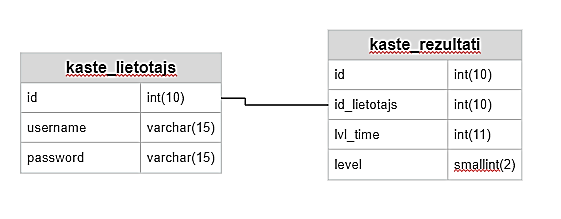 kaste_lietotajs
id int(10)
username varchar(15)
password varchar(15)
kaste_rezultati
id int(10)
id_lietotajs int(10)
lvl_time int(11)
level smallint(2)